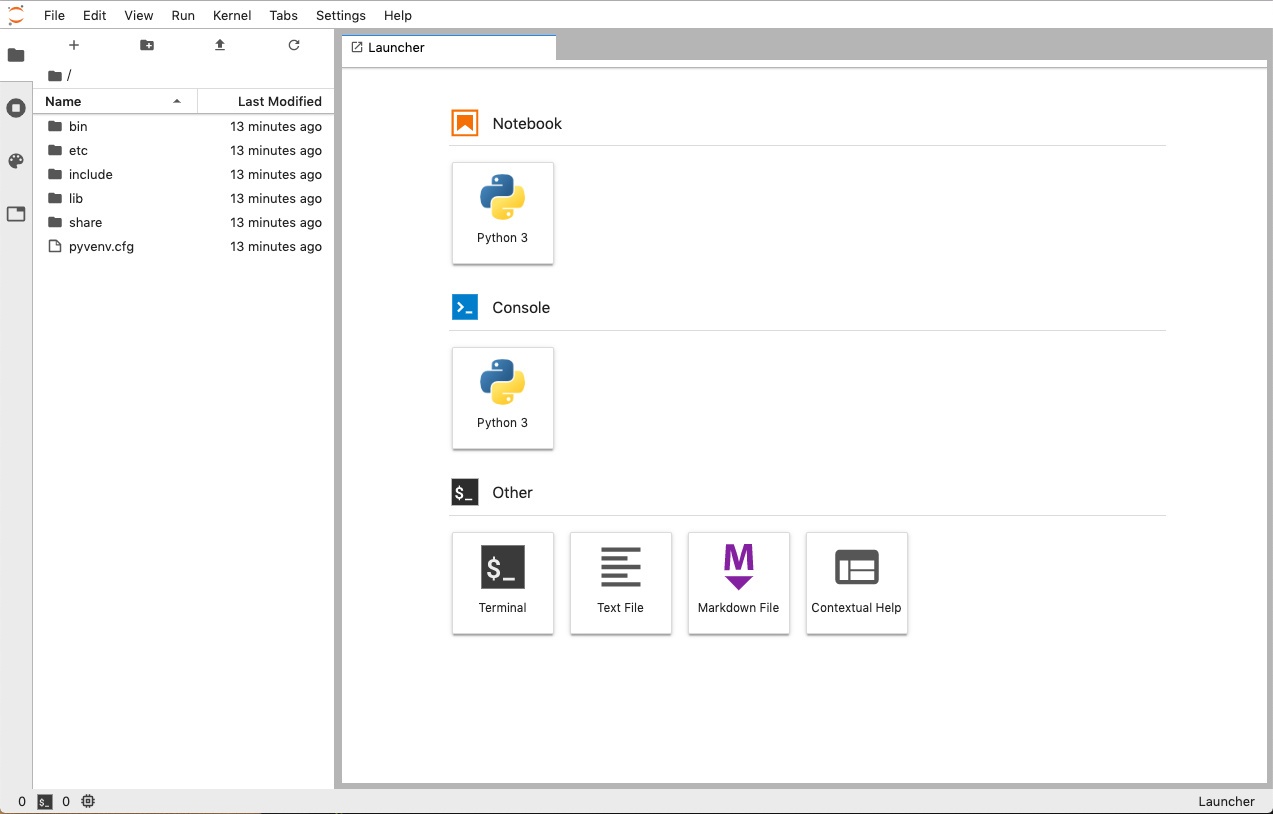 File Edit View Run Kernel Tabs Settings Help
Launcher
/
Name Last Modified
bin 13 minutes ago
etc 13 minutes ago
include 13 minutes ago
lib 13 minutes ago
share 13 minutes ago
pyvenv.cfg 13 minutes ago
Notebook
Python 3
Console
>_
Python 3
$_ Other
$_
M
Terminal Text File Markdown File Contextual Help
0 $_ 0 Launcher